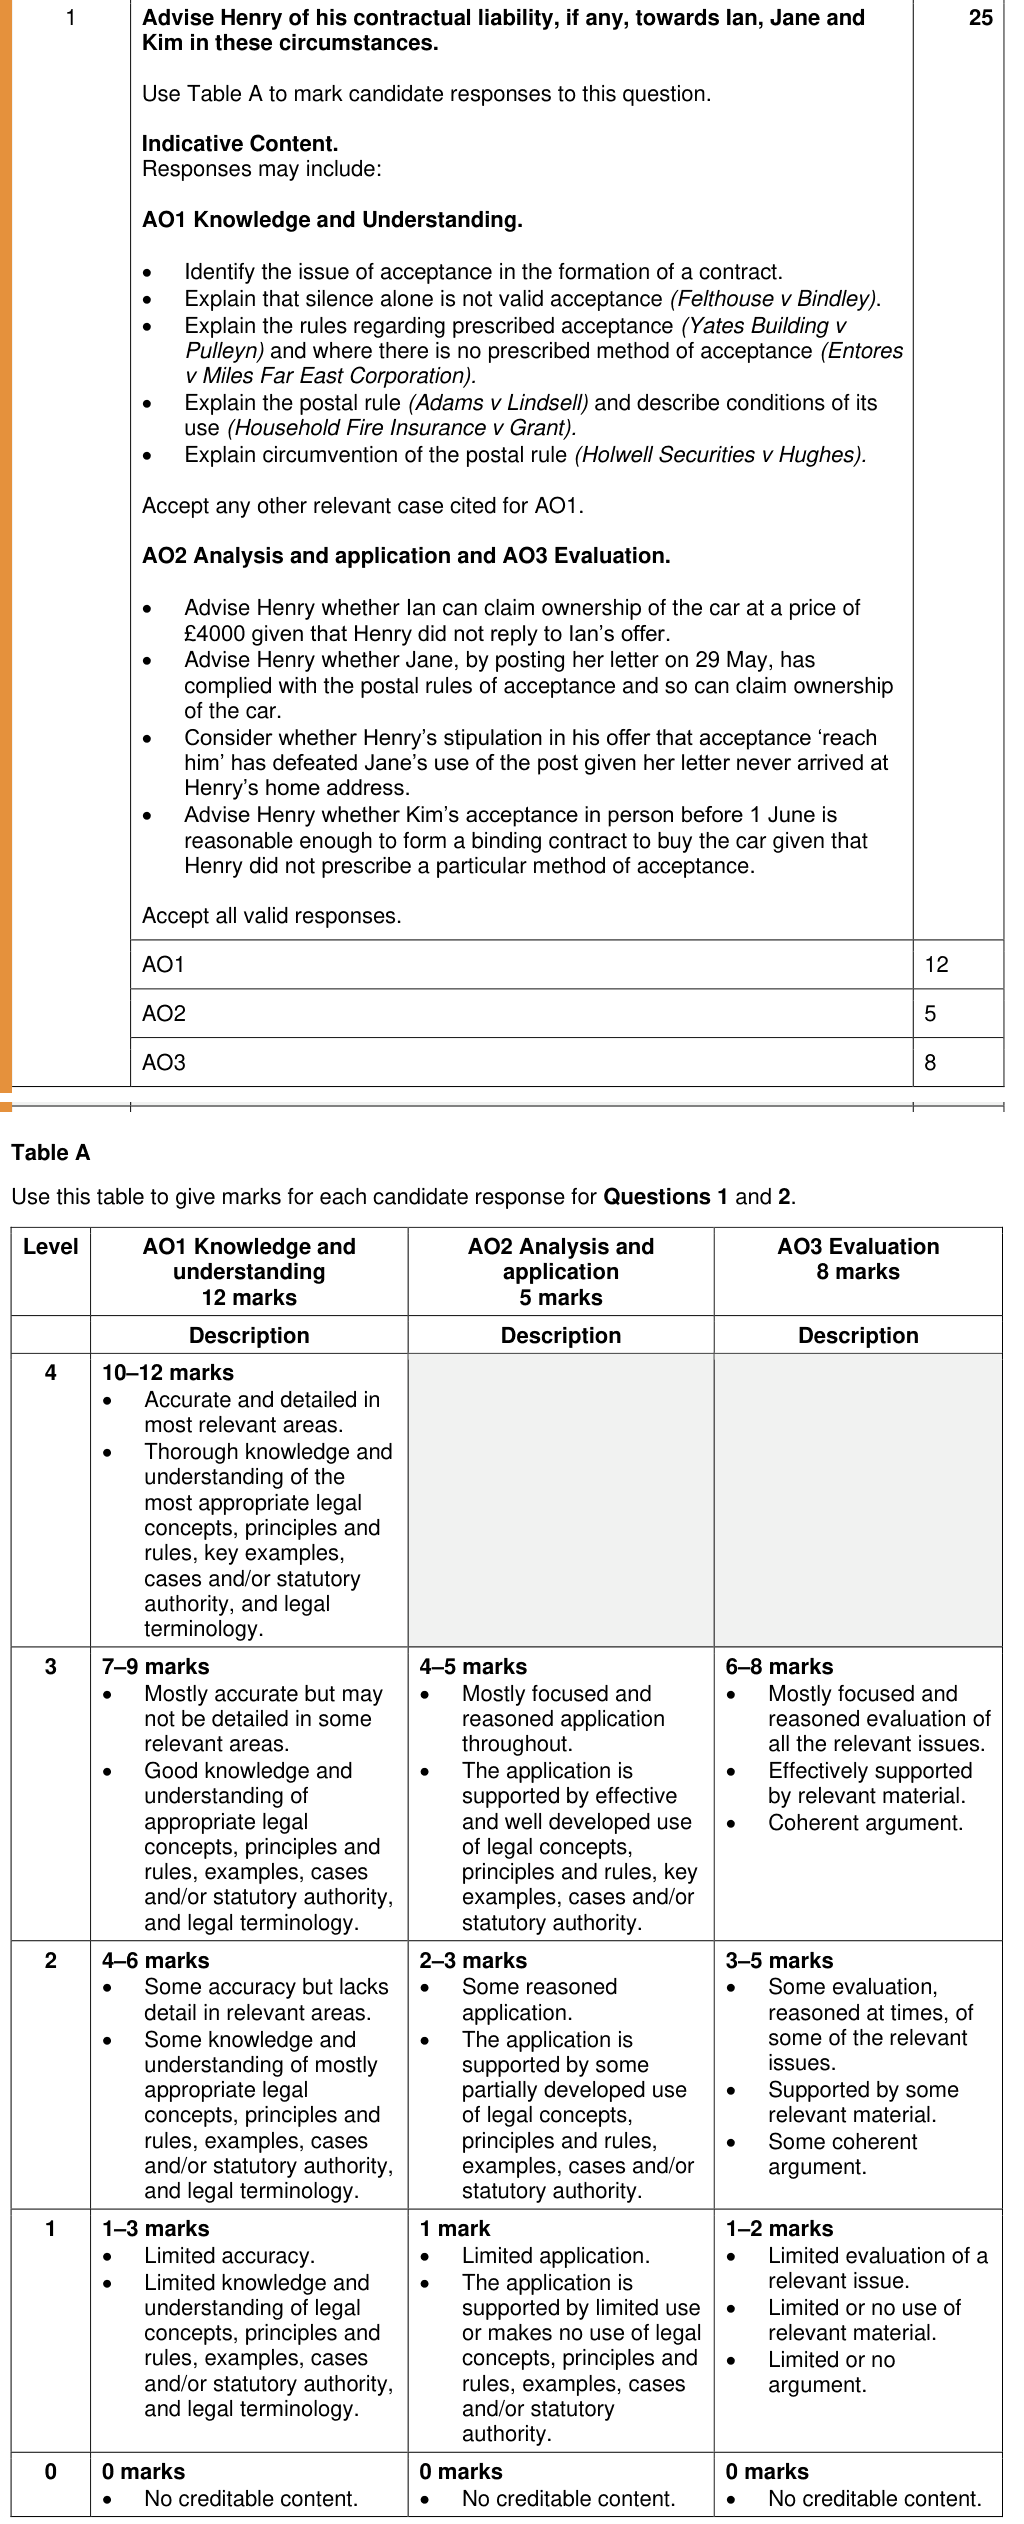 1
Advise Henry of his contractual liability, if any, towards Ian, Jane and
Kim in these circumstances.
25
Use Table A to mark candidate responses to this question.
Indicative Content.
Responses may include:
AO1 Knowledge and Understanding.
• Identify the issue of acceptance in the formation of a contract.
• Explain that silence alone is not valid acceptance (Felthouse v Bindley).
• Explain the rules regarding prescribed acceptance (Yates Building v
Pulleyn) and where there is no prescribed method of acceptance (Entores
v Miles Far East Corporation).
• Explain the postal rule (Adams v Lindsell) and describe conditions of its
use (Household Fire Insurance v Grant).
• Explain circumvention of the postal rule (Holwell Securities v Hughes).
Accept any other relevant case cited for AO1.
AO2 Analysis and application and AO3 Evaluation.
• Advise Henry whether Ian can claim ownership of the car at a price of
£4000 given that Henry did not reply to Ian’s offer.
• Advise Henry whether Jane, by posting her letter on 29 May, has
complied with the postal rules of acceptance and so can claim ownership
of the car.
• Consider whether Henry’s stipulation in his offer that acceptance ‘reach
him’ has defeated Jane’s use of the post given her letter never arrived at
Henry’s home address.
• Advise Henry whether Kim’s acceptance in person before 1 June is
reasonable enough to form a binding contract to buy the car given that
Henry did not prescribe a particular method of acceptance.
Accept all valid responses.
AO1 12
AO2 5
AO3 8
Table A
Use this table to give marks for each candidate response for Questions 1 and 2.
Level
AO1 Knowledge and
understanding
12 marks
AO2 Analysis and
application
5 marks
AO3 Evaluation
8 marks
Description
Description
Description
4
10–12 marks
• Accurate and detailed in
most relevant areas.
• Thorough knowledge and
understanding of the
most appropriate legal
concepts, principles and
rules, key examples,
cases and/or statutory
authority, and legal
terminology.
3
7–9 marks
• Mostly accurate but may
not be detailed in some
relevant areas.
• Good knowledge and
understanding of
appropriate legal
concepts, principles and
rules, examples, cases
and/or statutory authority,
and legal terminology.
4–5 marks
• Mostly focused and
reasoned application
throughout.
• The application is
supported by effective
and well developed use
of legal concepts,
principles and rules, key
examples, cases and/or
statutory authority.
6–8 marks
• Mostly focused and
reasoned evaluation of
all the relevant issues.
• Effectively supported
by relevant material.
• Coherent argument.
2
4–6 marks
• Some accuracy but lacks
detail in relevant areas.
• Some knowledge and
understanding of mostly
appropriate legal
concepts, principles and
rules, examples, cases
and/or statutory authority,
and legal terminology.
2–3 marks
• Some reasoned
application.
• The application is
supported by some
partially developed use
of legal concepts,
principles and rules,
examples, cases and/or
statutory authority.
3–5 marks
• Some evaluation,
reasoned at times, of
some of the relevant
issues.
• Supported by some
relevant material.
• Some coherent
argument.
1
1–3 marks
• Limited accuracy.
• Limited knowledge and
understanding of legal
concepts, principles and
rules, examples, cases
and/or statutory authority,
and legal terminology.
1 mark
• Limited application.
• The application is
supported by limited use
or makes no use of legal
concepts, principles and
rules, examples, cases
and/or statutory
authority.
1–2 marks
• Limited evaluation of a
relevant issue.
• Limited or no use of
relevant material.
• Limited or no
argument.
0
0 marks
• No creditable content.
0 marks
• No creditable content.
0 marks
• No creditable content.